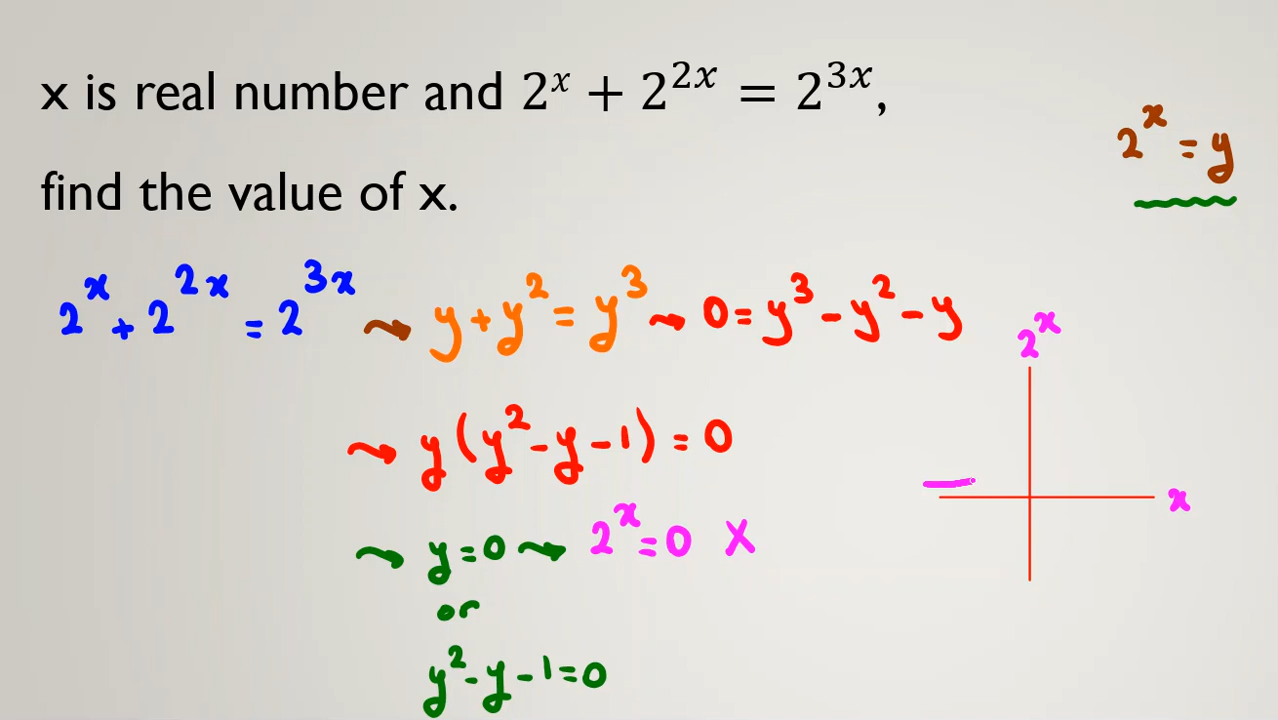 x is real number and 2^x + 2^{2x} = 2^{3x},
find the value of x.
2^x = y
2^x + 2^{2x} = 2^{3x} ⇝ y + y^2 = y^3 ⇝ 0 = y^3 - y^2 - y
2^x
⇝ y(y^2 - y - 1) = 0
x
⇝ y = 0 ⇝ 2^x = 0 X
or
y^2 - y - 1 = 0